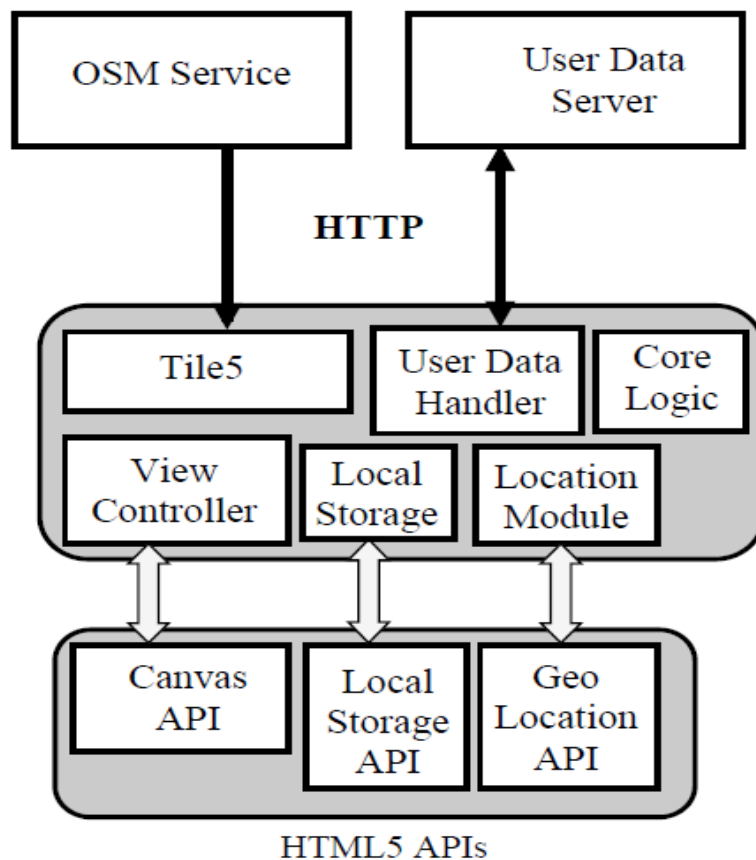 OSM Service
User Data
Server
HTTP
Tile5
User Data
Handler
Core
Logic
View
Controller
Local
Storage
Location
Module
Canvas
API
Local
Storage
API
Geo
Location
API
HTML5 APIs